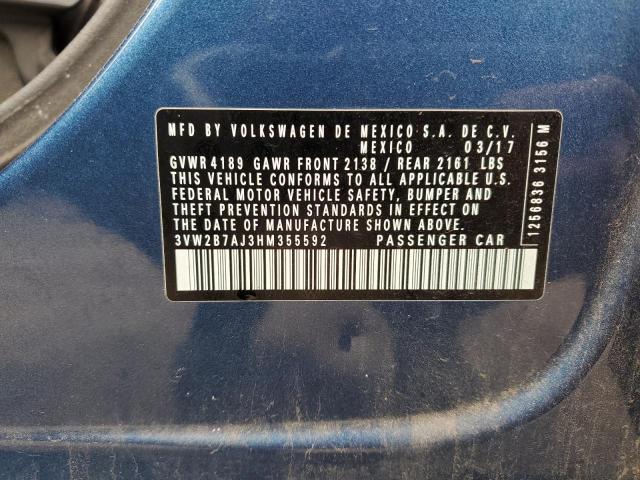 MFD BY VOLKSWAGEN DE MEXICO S.A. DE C.V.
MEXICO 03/17
GVWR 4189 GAWR FRONT 2138 / REAR 2161 LBS
THIS VEHICLE CONFORMS TO ALL APPLICABLE U.S.
FEDERAL MOTOR VEHICLE SAFETY, BUMPER AND
THEFT PREVENTION STANDARDS IN EFFECT ON
THE DATE OF MANUFACTURE SHOWN ABOVE.
3VW2B7AJ3HM355592 PASSENGER CAR
1256836 3156 M